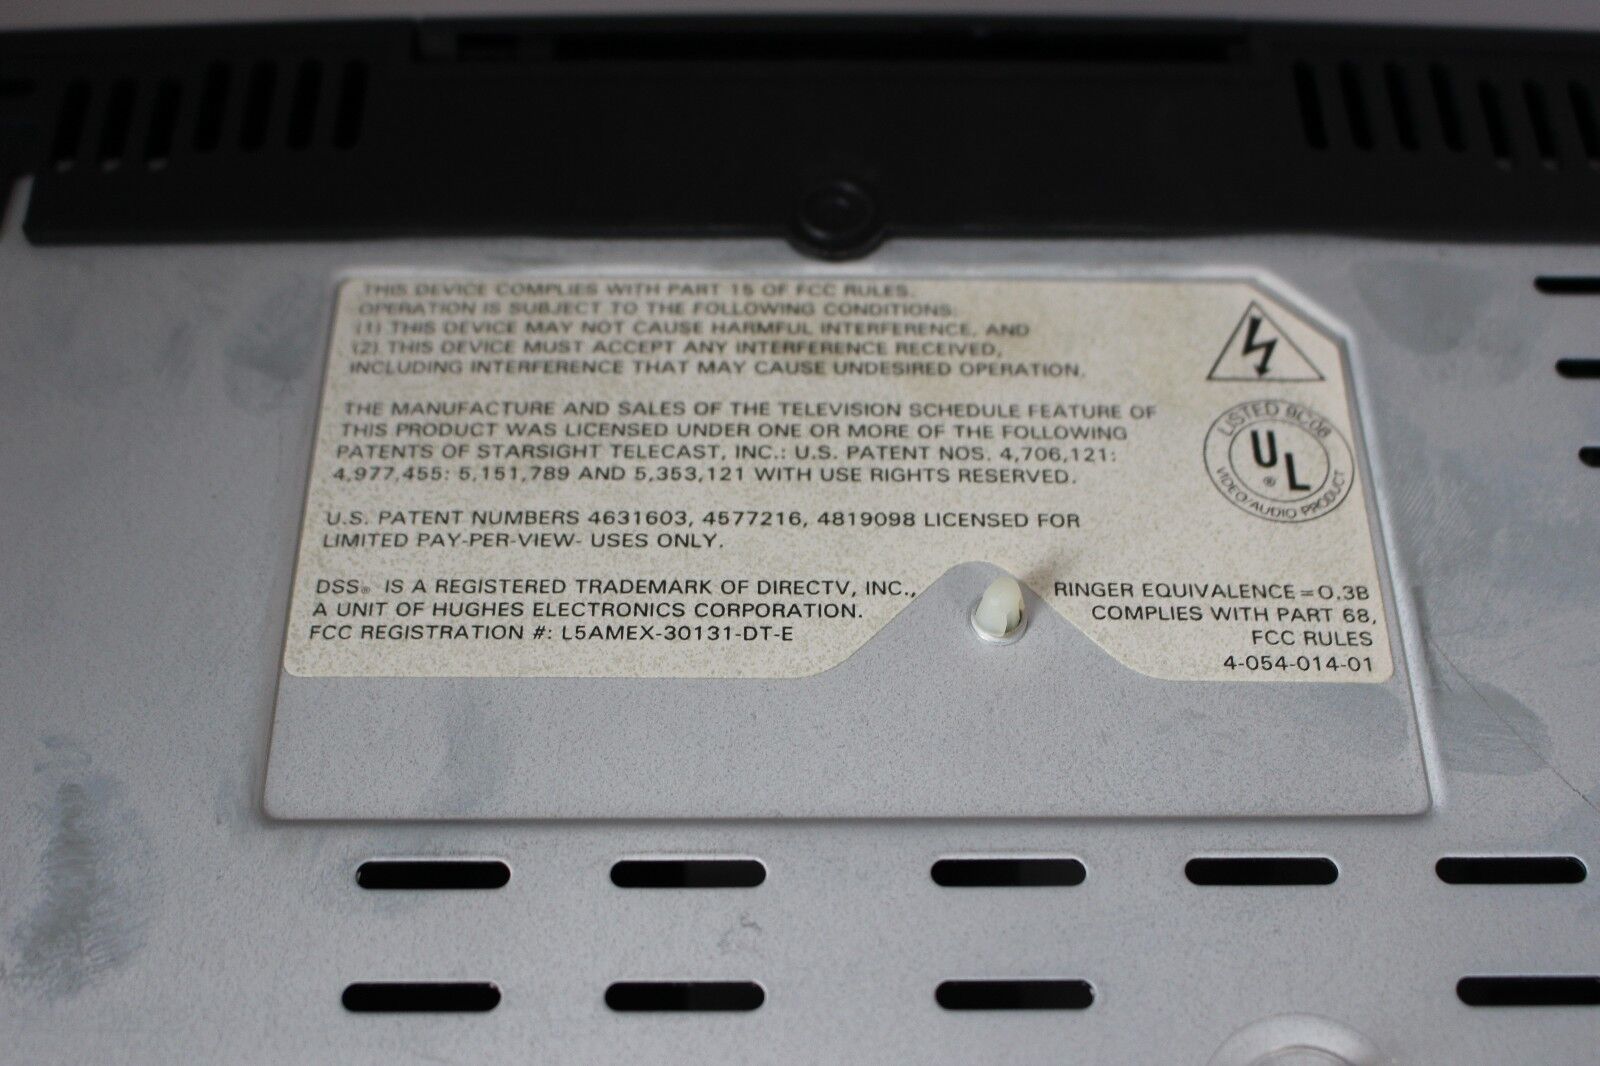 THIS DEVICE COMPLIES WITH PART 15 OF FCC RULES.
OPERATION IS SUBJECT TO THE FOLLOWING CONDITIONS:
(1) THIS DEVICE MAY NOT CAUSE HARMFUL INTERFERENCE, AND
(2) THIS DEVICE MUST ACCEPT ANY INTERFERENCE RECEIVED,
INCLUDING INTERFERENCE THAT MAY CAUSE UNDESIRED OPERATION.
THE MANUFACTURE AND SALES OF THE TELEVISION SCHEDULE FEATURE OF
THIS PRODUCT WAS LICENSED UNDER ONE OR MORE OF THE FOLLOWING
PATENTS OF STARSIGHT TELECAST, INC.: U.S. PATENT NOS. 4,706,121:
4,977,455: 5,151,789 AND 5,353,121 WITH USE RIGHTS RESERVED.
U.S. PATENT NUMBERS 4631603, 4577216, 4819098 LICENSED FOR
LIMITED PAY-PER-VIEW- USES ONLY.
DSS® IS A REGISTERED TRADEMARK OF DIRECTV, INC.,
A UNIT OF HUGHES ELECTRONICS CORPORATION.
FCC REGISTRATION #: L5AMEX-30131-DT-E
LISTED 9C06
UL®
VIDEO/AUDIO PRODUCT
RINGER EQUIVALENCE=0.3B
COMPLIES WITH PART 68,
FCC RULES
4-054-014-01